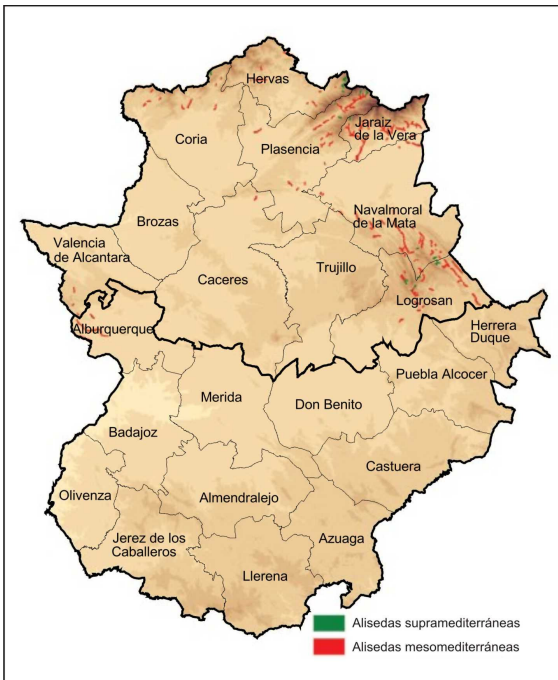 Hervas
Jaraiz
de la Vera
Coria
Plasencia
Navalmoral
de la Mata
Brozas
Valencia
de Alcantara
Caceres
Trujillo
Logrosan
Alburquerque
Herrera
Duque
Puebla Alcocer
Merida
Don Benito
Badajoz
Castuera
Olivenza
Almendralejo
Jerez de los
Caballeros
Azuaga
Llerena
Alisedas supramediterráneas
Alisedas mesomediterráneas